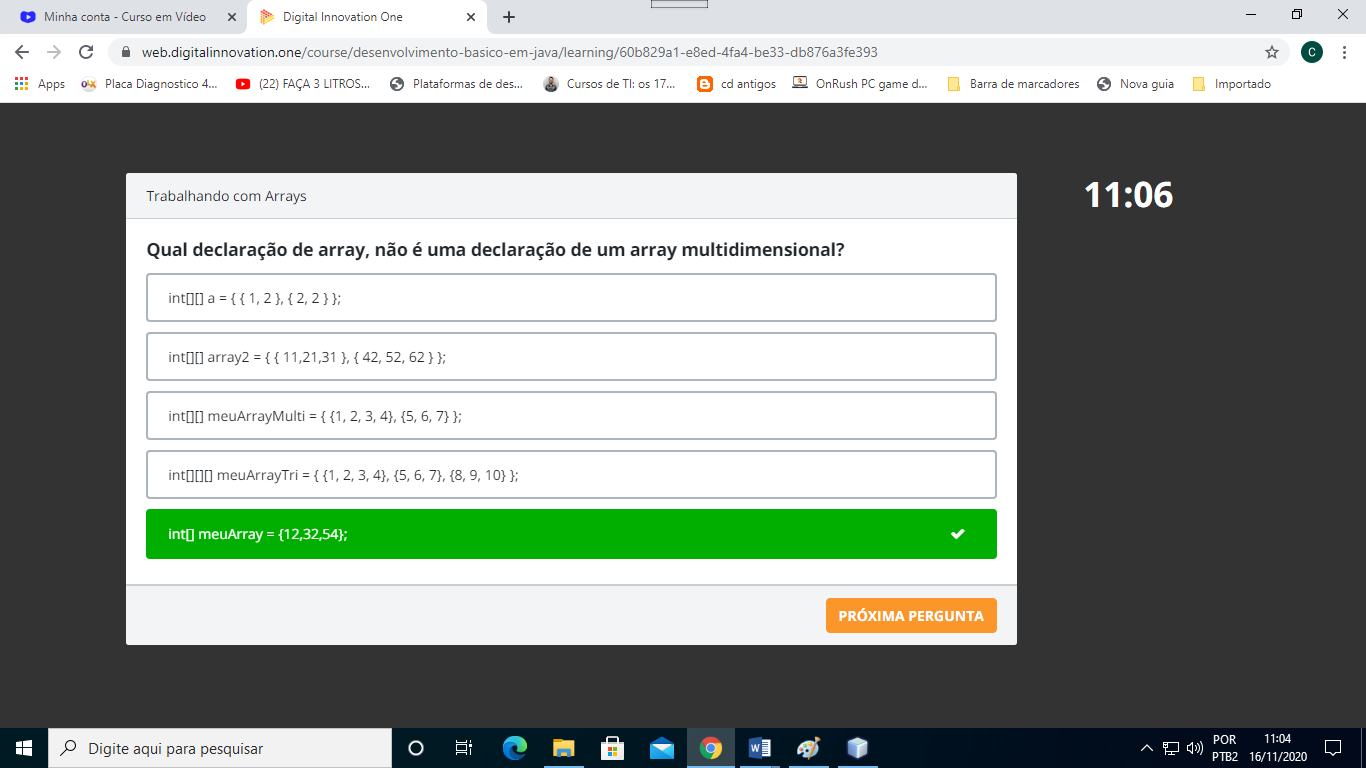 Minha conta - Curso em Vídeo
Digital Innovation One
web.digitalinnovation.one/course/desenvolvimento-basico-em-java/learning/60b829a1-e8ed-4fa4-be33-db876a3fe393
C
Apps
OLX
Placa Diagnostico 4...
(22) FAÇA 3 LITROS...
Plataformas de des...
Cursos de TI: os 17...
cd antigos
OnRush PC game d...
Barra de marcadores
Nova guia
Importado
Trabalhando com Arrays
11:06
Qual declaração de array, não é uma declaração de um array multidimensional?
int[][] a = { { 1, 2 }, { 2, 2 } };
int[][] array2 = { { 11,21,31 }, { 42, 52, 62 } };
int[][] meuArrayMulti = { {1, 2, 3, 4}, {5, 6, 7} };
int[][][] meuArrayTri = { {1, 2, 3, 4}, {5, 6, 7}, {8, 9, 10} };
int[] meuArray = {12,32,54};
PRÓXIMA PERGUNTA
Digite aqui para pesquisar
POR
PTB2
11:04
16/11/2020